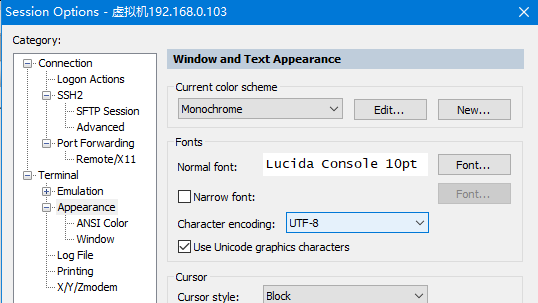 Session Options - 虚拟机192.168.0.103
Category:
Connection
Logon Actions
SSH2
SFTP Session
Advanced
Port Forwarding
Remote/X11
Terminal
Emulation
Appearance
ANSI Color
Window
Log File
Printing
X/Y/Zmodem
Window and Text Appearance
Current color scheme
Monochrome Edit... New...
Fonts
Normal font: Lucida Console 10pt Font...
Narrow font: Font...
Character encoding: UTF-8
Use Unicode graphics characters
Cursor
Cursor style: Block